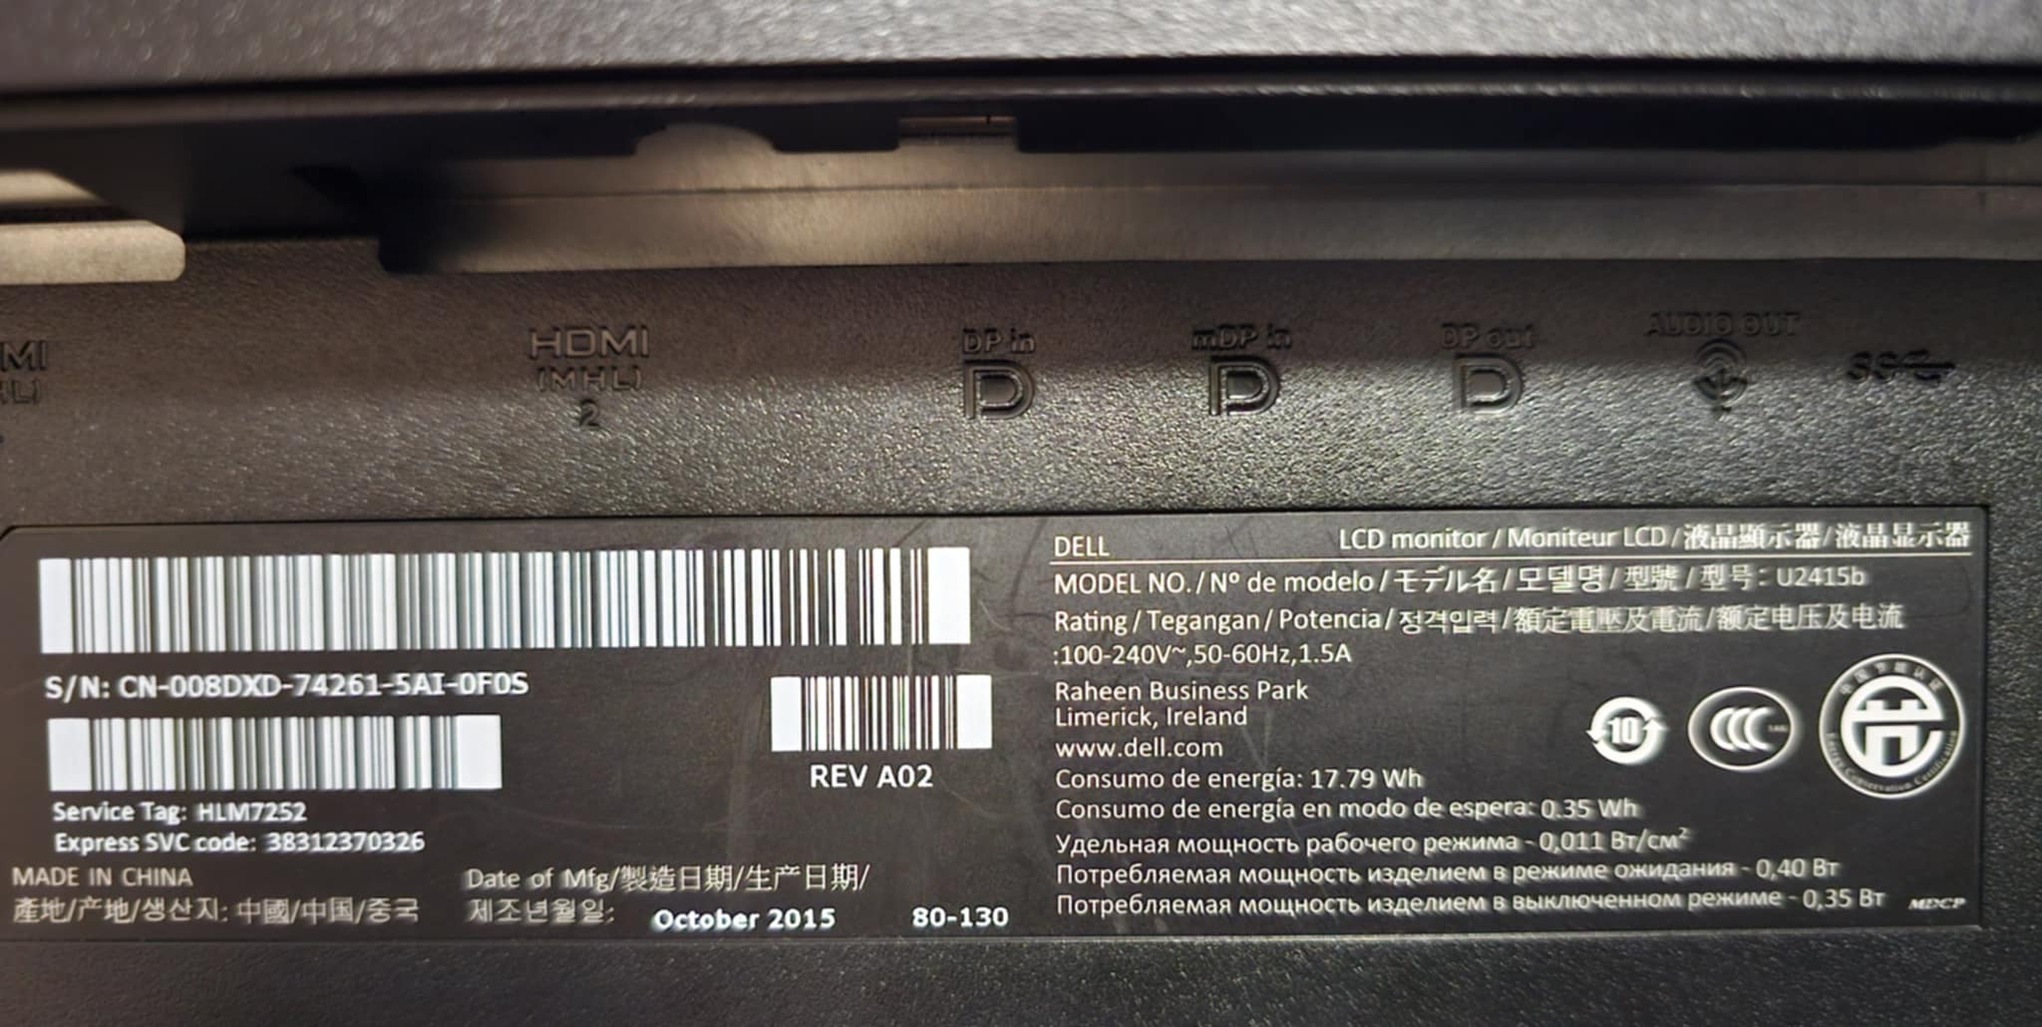 HDMI
(MHL)
2
DP in
mDP in
DP out
AUDIO OUT
DELL
LCD monitor / Moniteur LCD / 液晶顯示器 / 液晶显示器
MODEL NO. / Nº de modelo / モデル名 / 모델명 / 型號 / 型号: U2415b
Rating / Tegangan / Potencia / 정격입력 / 額定電壓及電流 / 额定电压及电流
:100-240V~,50-60Hz,1.5A
S/N: CN-008DXD-74261-5AI-0F0S
REV A02
Raheen Business Park
Limerick, Ireland
www.dell.com
Consumo de energía: 17.79 Wh
Consumo de energía en modo de espera: 0.35 Wh
Удельная мощность рабочего режима - 0,011 Вт/см²
Потребляемая мощность изделием в режиме ожидания - 0,40 Вт
Потребляемая мощность изделием в выключенном режиме - 0,35 Вт
MDCP
10
CCC
Service Tag: HLM7252
Express SVC code: 38312370326
MADE IN CHINA
產地/产地/생산지: 中國/中国/중국
Date of Mfg/製造日期/生产日期/
제조년월일: October 2015 80-130